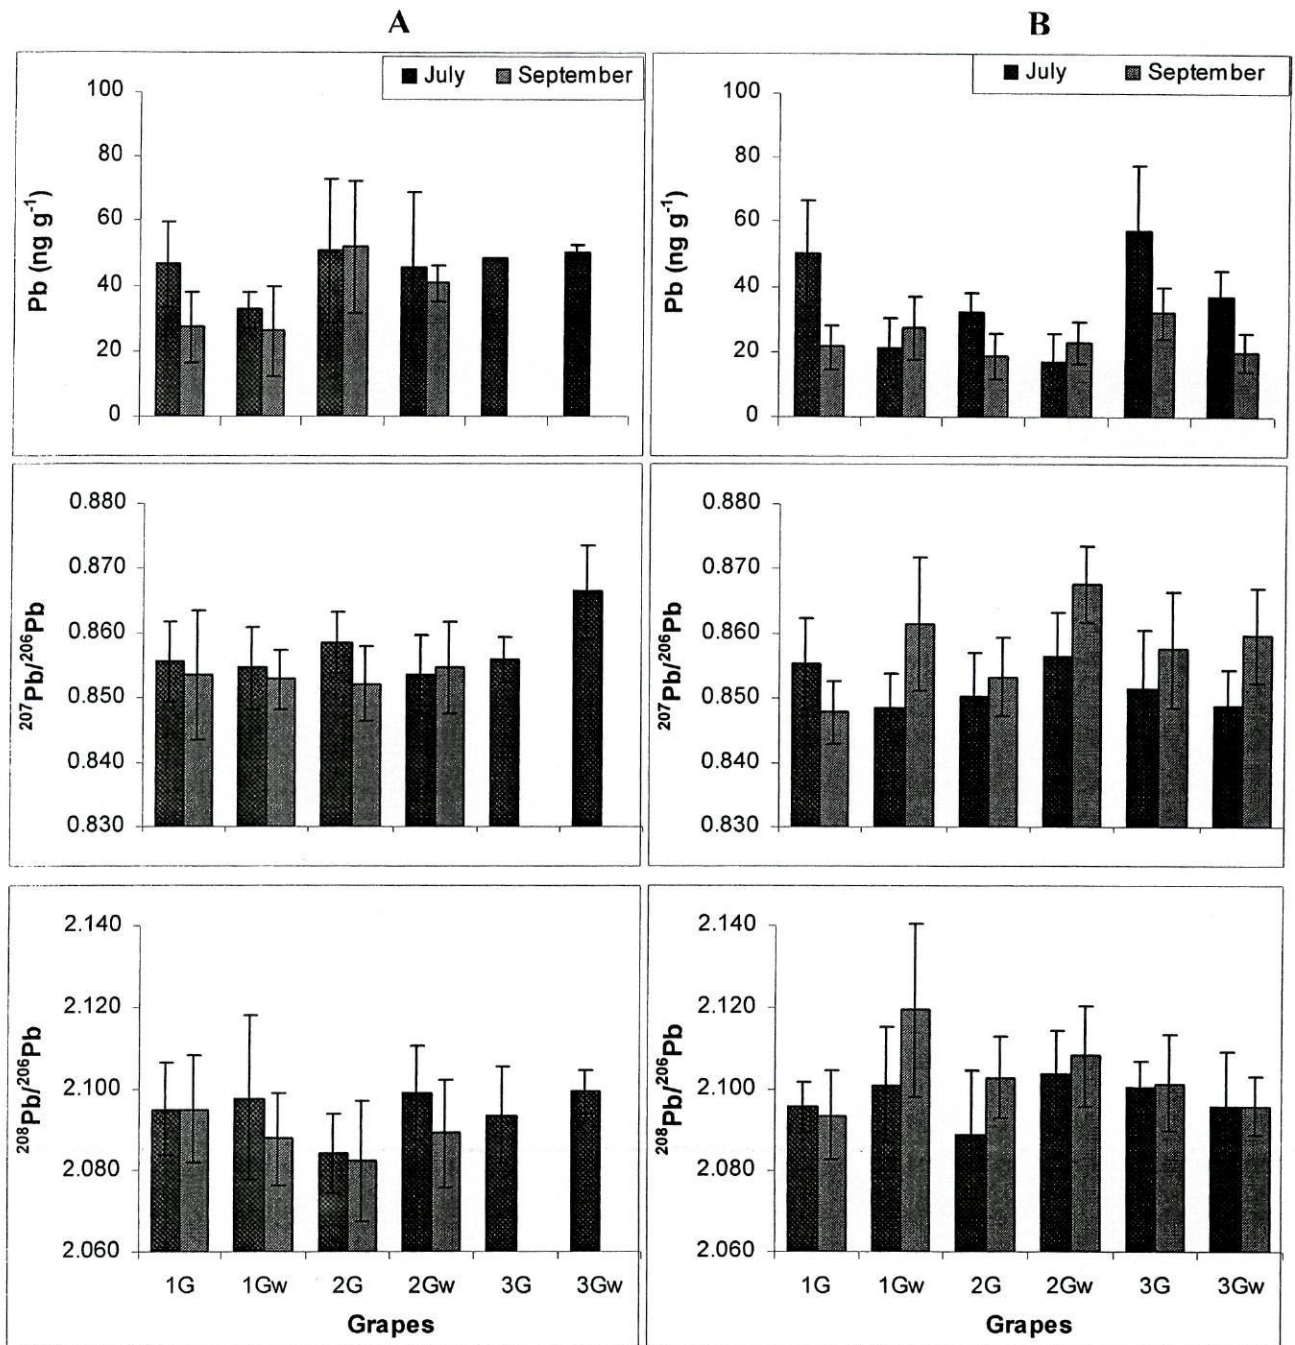 A
B
July September
100
80
60
40
20
0
Pb (ng g⁻¹)
July September
100
80
60
40
20
0
Pb (ng g⁻¹)
0.880
0.870
0.860
0.850
0.840
0.830
²⁰⁷Pb/²⁰⁶Pb
0.880
0.870
0.860
0.850
0.840
0.830
²⁰⁷Pb/²⁰⁶Pb
2.140
2.120
2.100
2.080
2.060
²⁰⁸Pb/²⁰⁶Pb
1G 1Gw 2G 2Gw 3G 3Gw
Grapes
2.140
2.120
2.100
2.080
2.060
²⁰⁸Pb/²⁰⁶Pb
1G 1Gw 2G 2Gw 3G 3Gw
Grapes